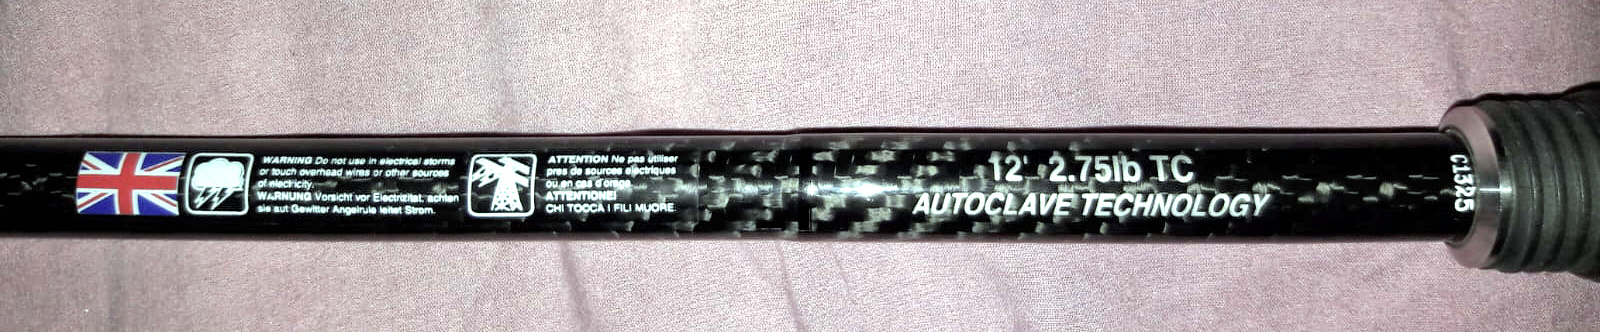 WARNING Do not use in electrical storms
or touch overhead wires or other sources
of electricity.
WARNUNG Vorsicht vor Electrizitat, achten
sie auf Gewitter Angelrute leitet Strom.
ATTENTION Ne pas utiliser
pres de sources electriques
ou en cas d'orage.
ATTENTIONE!
CHI TOCCA I FILI MUORE.
12' 2.75lb TC
AUTOCLAVE TECHNOLOGY
C1325